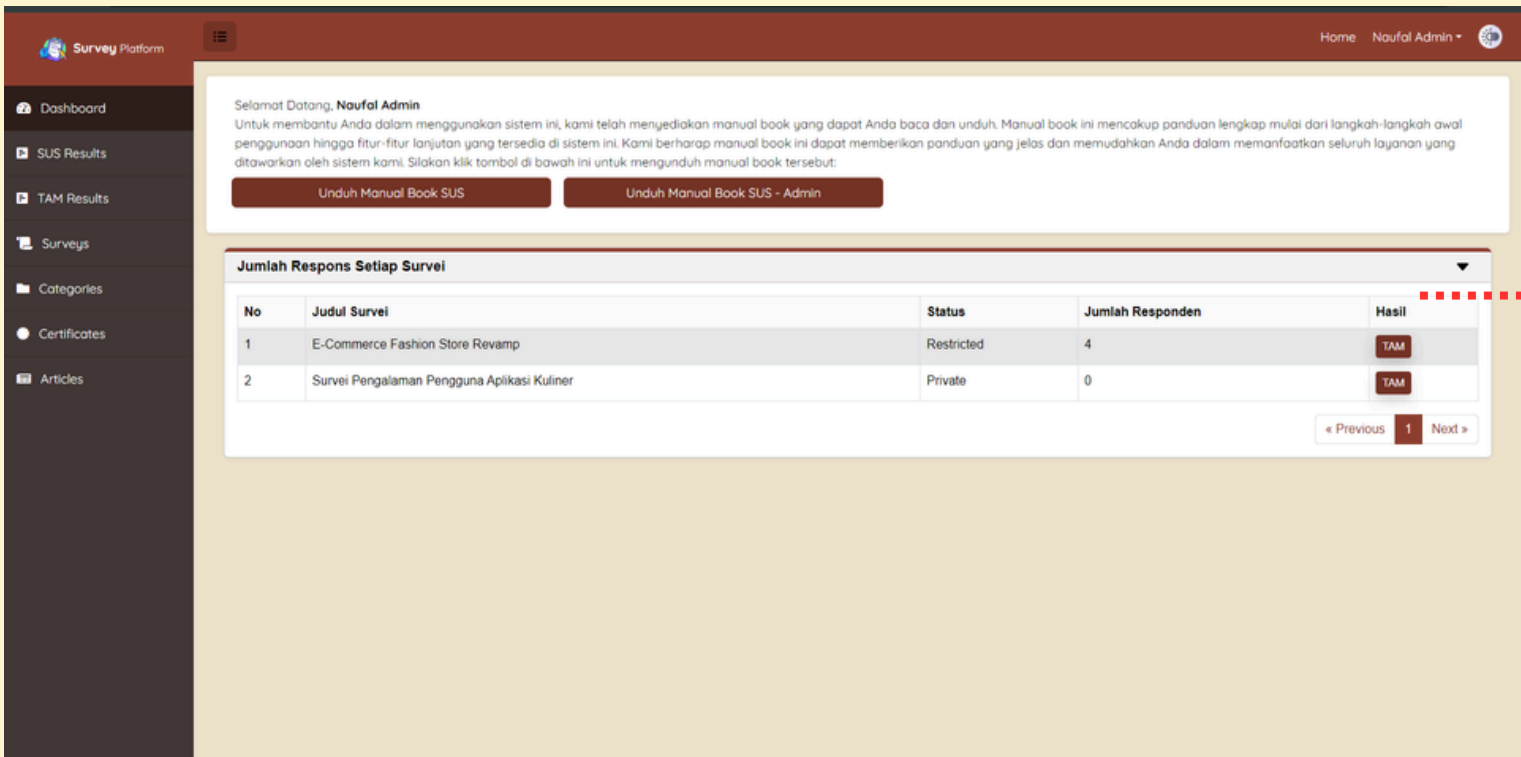 Survey Platform
Home Naufal Admin
Dashboard
SUS Results
TAM Results
Surveys
Categories
Certificates
Articles
Selamat Datang, Naufal Admin
Untuk membantu Anda dalam menggunakan sistem ini, kami telah menyediakan manual book yang dapat Anda baca dan unduh. Manual book ini mencakup panduan lengkap mulai dari langkah-langkah awal
penggunaan hingga fitur-fitur lanjutan yang tersedia di sistem ini. Kami berharap manual book ini dapat memberikan panduan yang jelas dan memudahkan Anda dalam memanfaatkan seluruh layanan yang
ditawarkan oleh sistem kami. Silakan klik tombol di bawah ini untuk mengunduh manual book tersebut:
Unduh Manual Book SUS Unduh Manual Book SUS - Admin
Jumlah Respons Setiap Survei
No Judul Survei Status Jumlah Responden Hasil
1 E-Commerce Fashion Store Revamp Restricted 4 TAM
2 Survei Pengalaman Pengguna Aplikasi Kuliner Private 0 TAM
« Previous 1 Next »